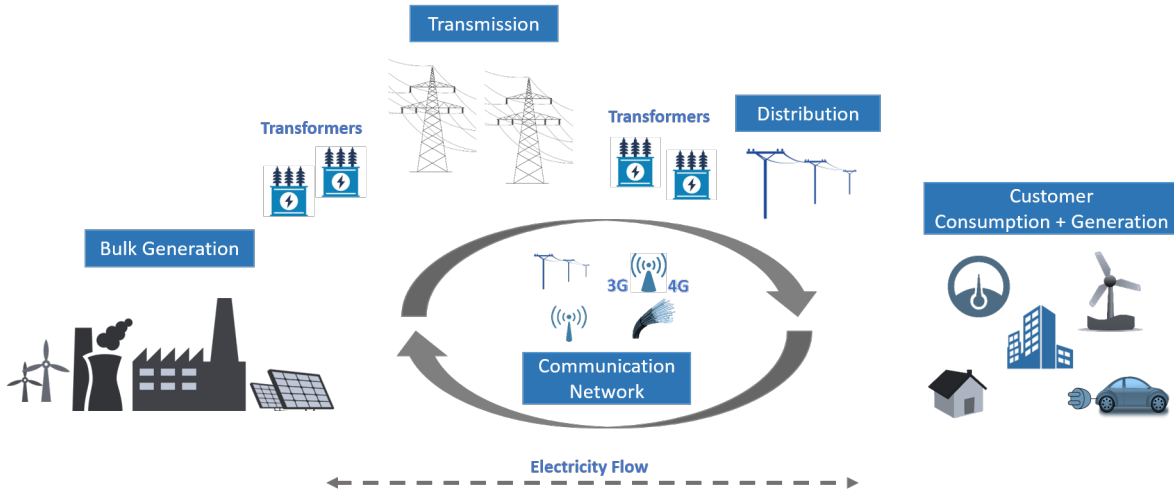 Transmission
Transformers
Transformers
Distribution
Bulk Generation
Customer
Consumption + Generation
3G
4G
Communication
Network
Electricity Flow